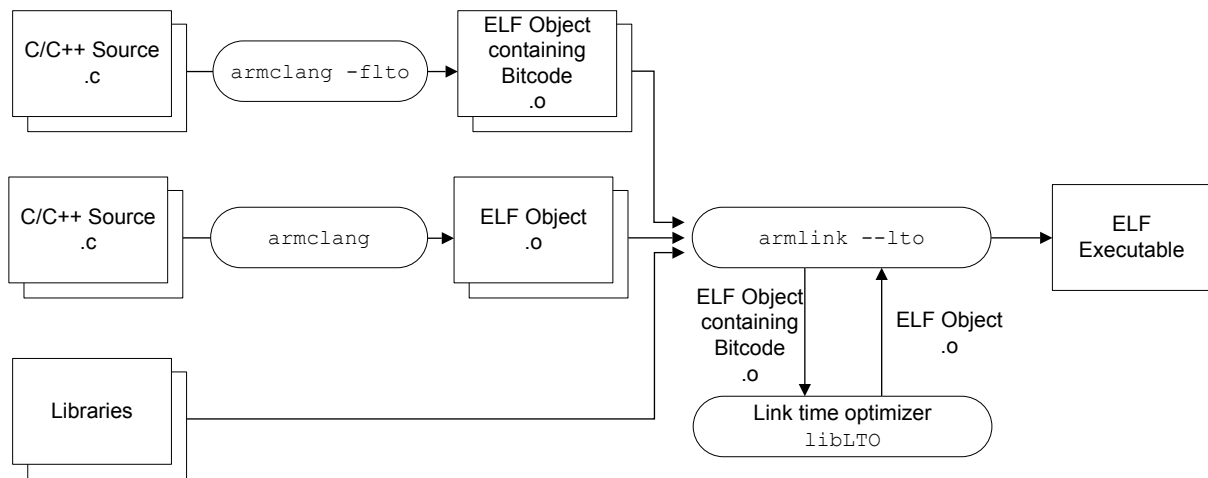 C/C++ Source
.c
armclang -flto
ELF Object
containing
Bitcode
.o
C/C++ Source
.c
armclang
ELF Object
.o
armlink --lto
ELF
Executable
ELF Object
containing
Bitcode
.o
ELF Object
.o
Libraries
Link time optimizer
libLTO